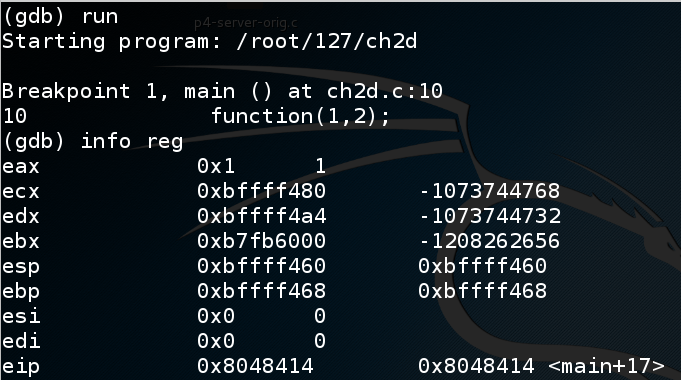 p4-server-orig.c
(gdb) run
Starting program: /root/127/ch2d
Breakpoint 1, main () at ch2d.c:10
10 function(1,2);
(gdb) info reg
eax 0x1 1
ecx 0xbffff480 -1073744768
edx 0xbffff4a4 -1073744732
ebx 0xb7fb6000 -1208262656
esp 0xbffff460 0xbffff460
ebp 0xbffff468 0xbffff468
esi 0x0 0
edi 0x0 0
eip 0x8048414 0x8048414 <main+17>